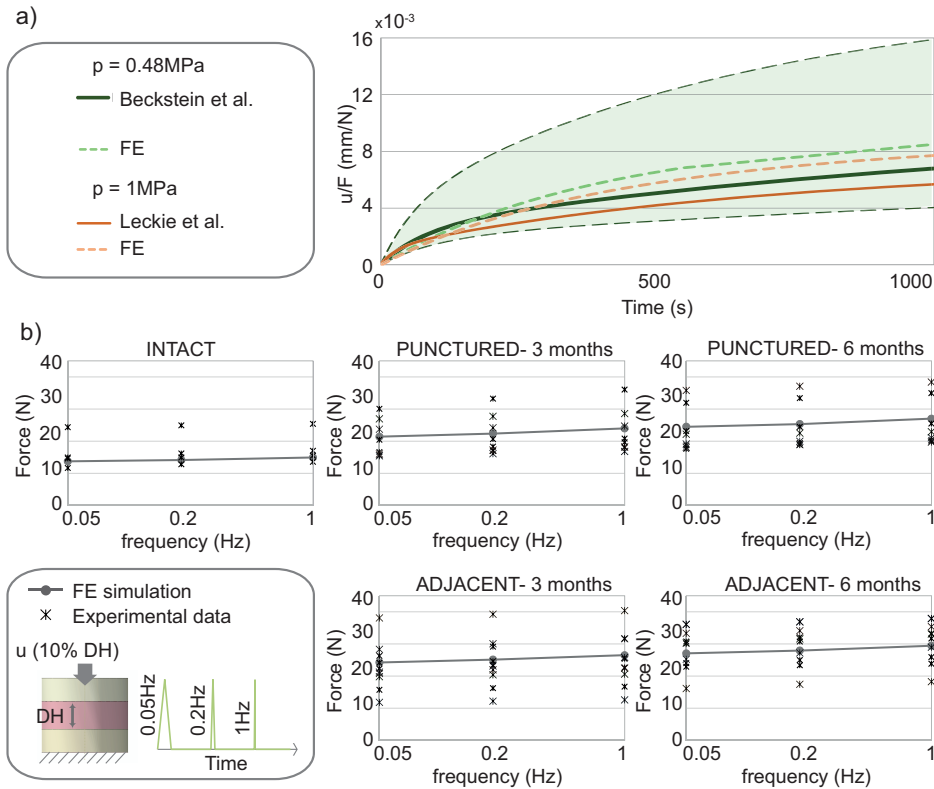 a)
p = 0.48MPa
Beckstein et al.
FE
p = 1MPa
Leckie et al.
FE
x10-3
16
12
8
4
0
u/F (mm/N)
0
500
1000
Time (s)
b)
INTACT
40
30
20
10
0
Force (N)
0.05
0.2
1
frequency (Hz)
PUNCTURED- 3 months
40
30
20
10
0
Force (N)
0.05
0.2
1
frequency (Hz)
PUNCTURED- 6 months
40
30
20
10
0
Force (N)
0.05
0.2
1
frequency (Hz)
FE simulation
Experimental data
u (10% DH)
DH
0.05Hz
0.2Hz
1Hz
Time
ADJACENT- 3 months
40
30
20
10
0
Force (N)
0.05
0.2
1
frequency (Hz)
ADJACENT- 6 months
40
30
20
10
0
Force (N)
0.05
0.2
1
frequency (Hz)